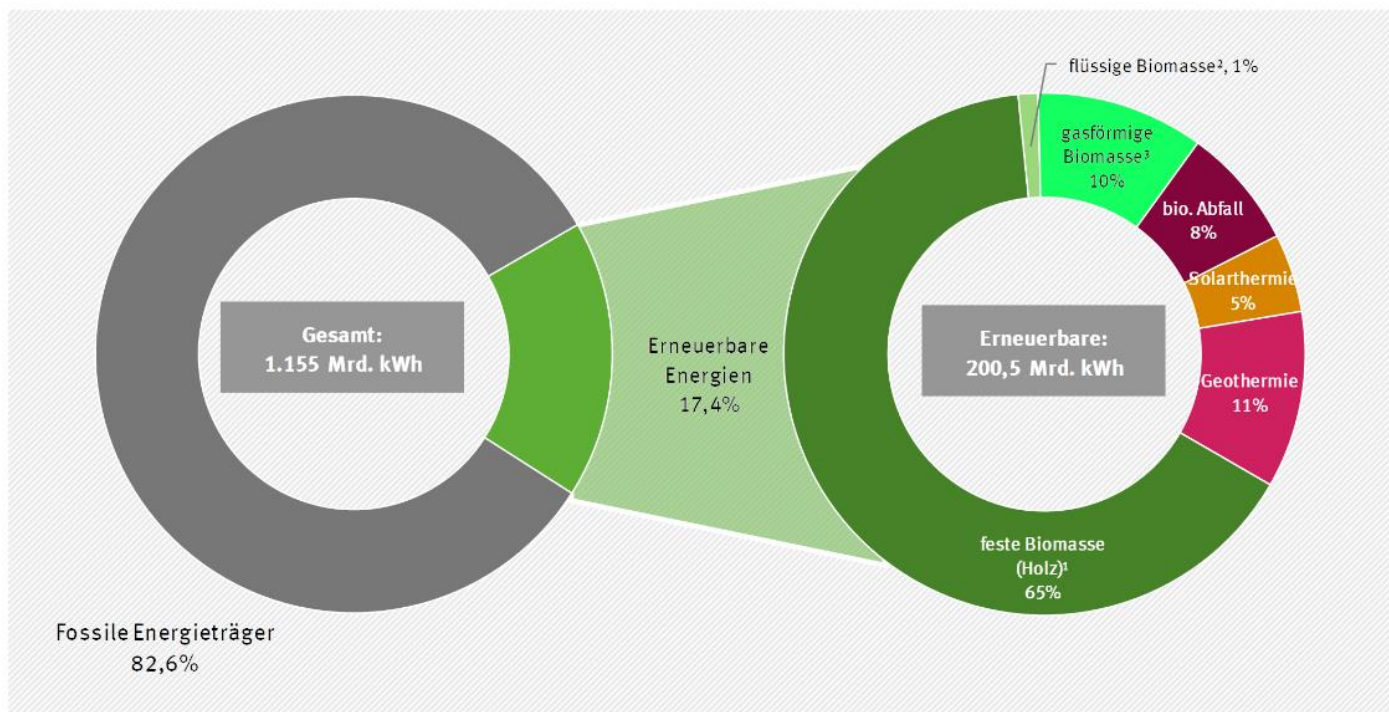 flüssige Biomasse², 1%
gasförmige
Biomasse³
10%
bio. Abfall
8%
Solarthermie
5%
Geothermie
11%
feste Biomasse
(Holz)¹
65%
Erneuerbare:
200,5 Mrd. kWh
Erneuerbare
Energien
17,4%
Gesamt:
1.155 Mrd. kWh
Fossile Energieträger
82,6%